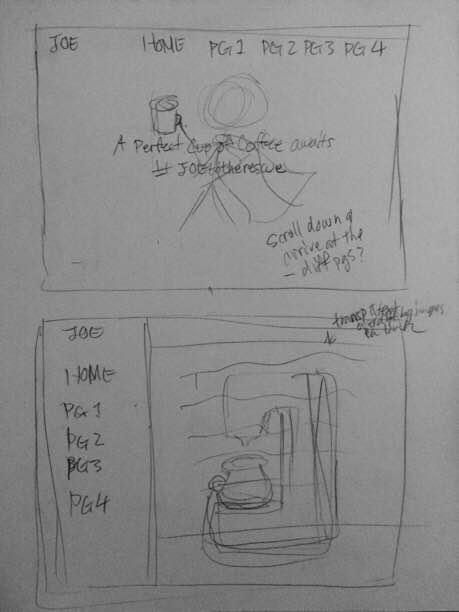 JOE HOME PG1 PG2 PG3 PG4
A Perfect Cup of Coffee awaits
# JOEtotherescue
Scroll down &
arrive at the
diff pgs?
JOE
HOME
PG1
PG2
PG3
PG4